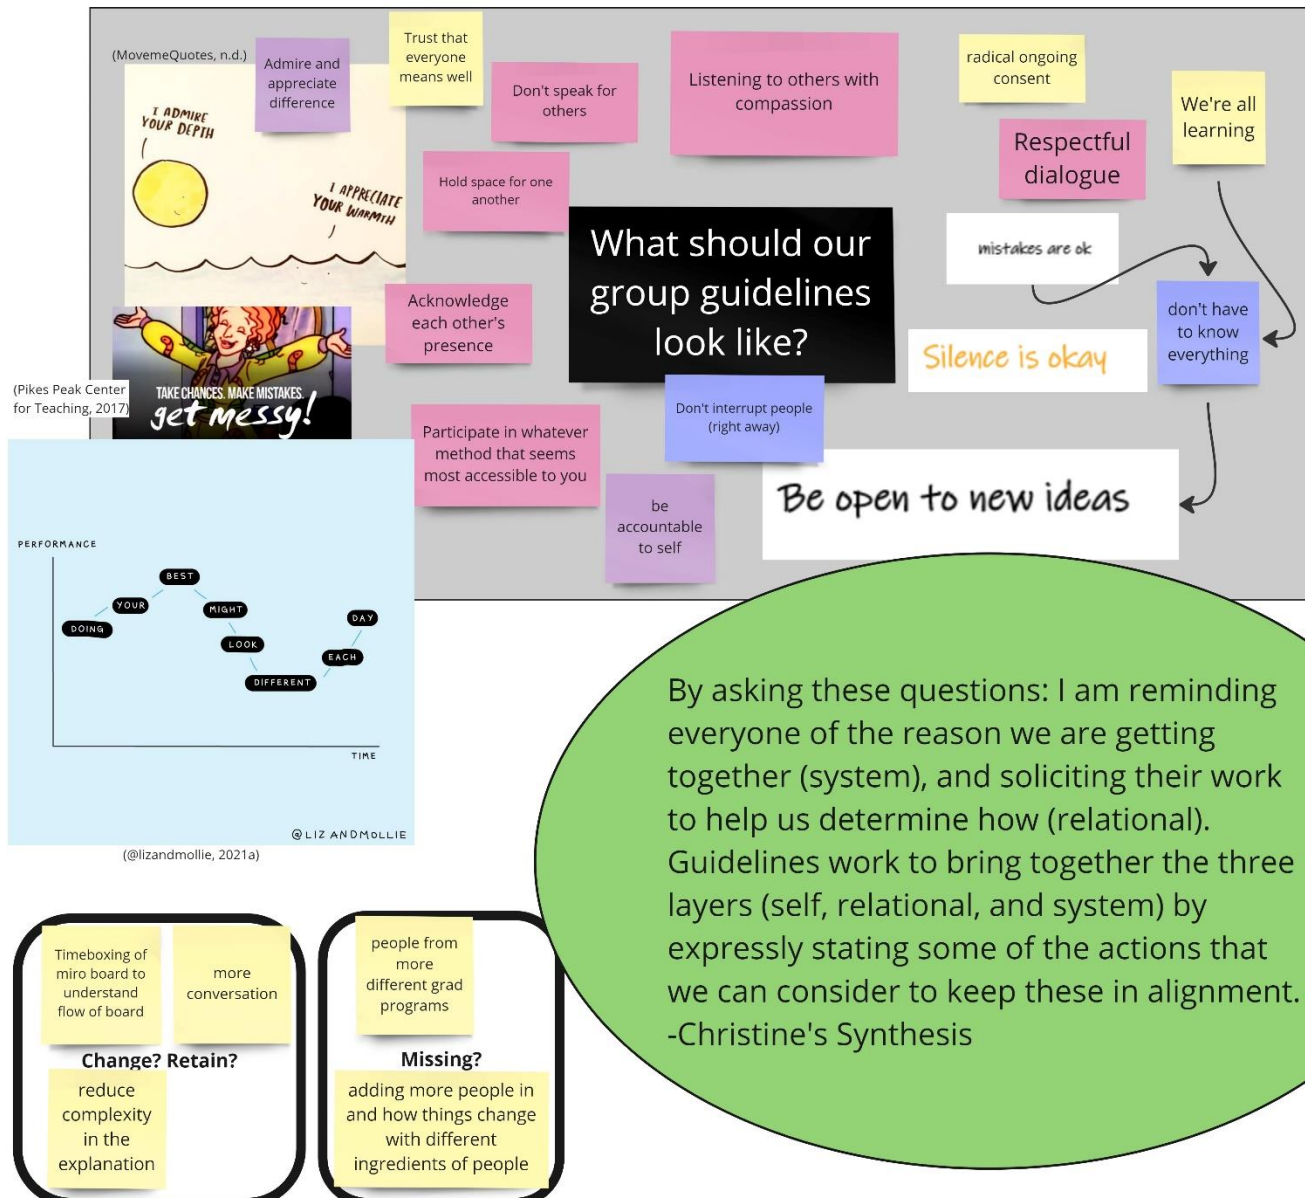 (MovemeQuotes, n.d.)
I ADMIRE
YOUR DEPTH
I APPRECIATE
YOUR WARMTH
Admire and
appreciate
difference
Trust that
everyone
means well
Don't speak for
others
Listening to others with
compassion
radical ongoing
consent
We're all
learning
Respectful
dialogue
Hold space for one
another
What should our
group guidelines
look like?
mistakes are ok
Acknowledge
each other's
presence
don't have
to know
everything
Silence is okay
(Pikes Peak Center
for Teaching, 2017)
TAKE CHANCES. MAKE MISTAKES.
get messy!
Participate in whatever
method that seems
most accessible to you
Don't interrupt people
(right away)
be
accountable
to self
Be open to new ideas
PERFORMANCE
DOING
YOUR
BEST
MIGHT
LOOK
DIFFERENT
EACH
DAY
TIME
@LIZANDMOLLIE
(@lizandmollie, 2021a)
By asking these questions: I am reminding
everyone of the reason we are getting
together (system), and soliciting their work
to help us determine how (relational).
Guidelines work to bring together the three
layers (self, relational, and system) by
expressly stating some of the actions that
we can consider to keep these in alignment.
-Christine's Synthesis
Timeboxing of
miro board to
understand
flow of board
more
conversation
Change? Retain?
reduce
complexity
in the
explanation
people from
more
different grad
programs
Missing?
adding more people in
and how things change
with different
ingredients of people